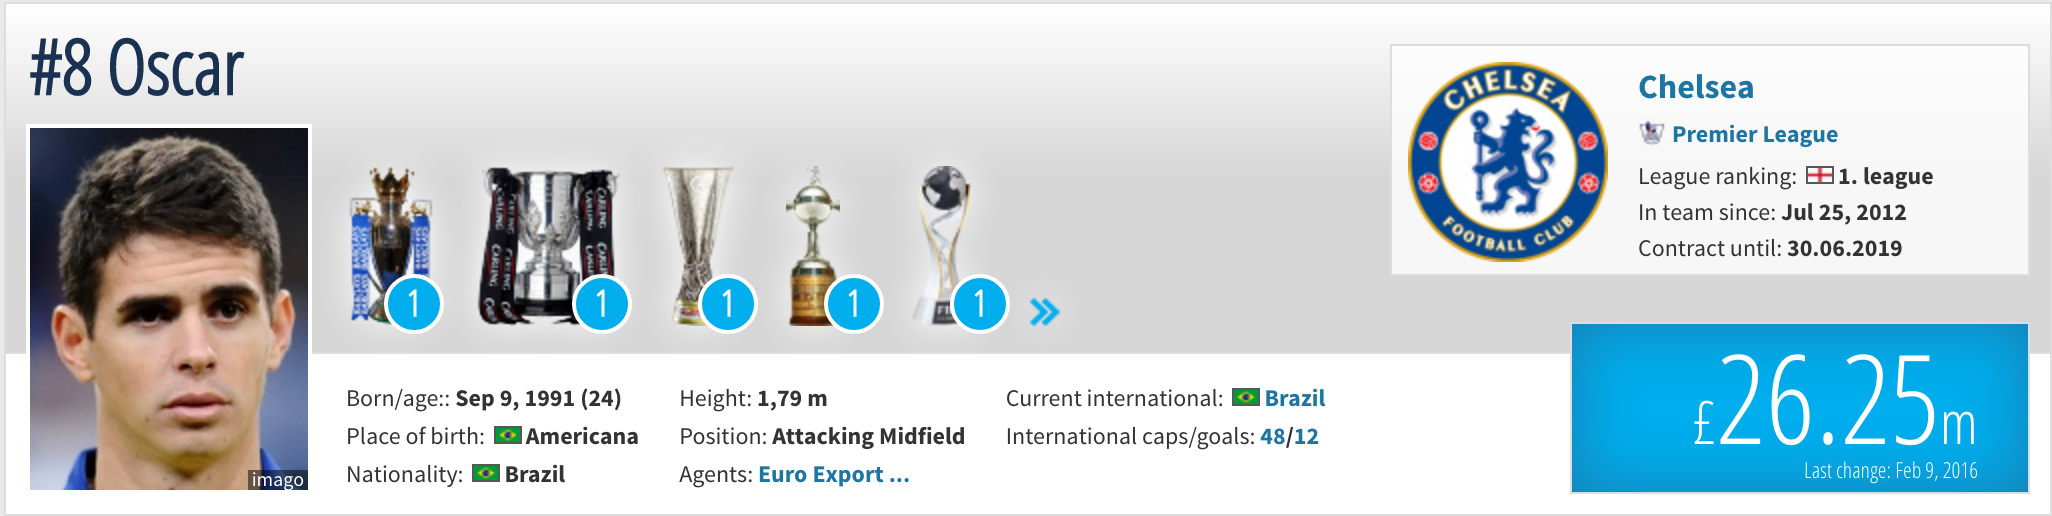 #8 Oscar
CHELSEA
FOOTBALL CLUB
Chelsea
Premier League
League ranking: 1. league
In team since: Jul 25, 2012
Contract until: 30.06.2019
CARLING
CARLING
1
1
1
1
1
imago
Born/age:: Sep 9, 1991 (24)
Place of birth: Americana
Nationality: Brazil
Height: 1,79 m
Position: Attacking Midfield
Agents: Euro Export ...
Current international: Brazil
International caps/goals: 48/12
£26.25m
Last change: Feb 9, 2016